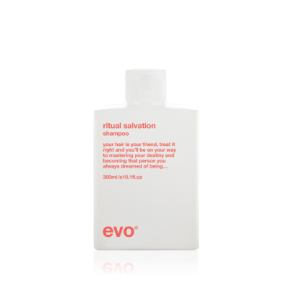 ritual salvation
shampoo
your hair is your friend, treat it
right and you'll be on your way
to mastering your destiny and
becoming that person you
always dreamed of being...
300ml/e10.1fl oz
evo®